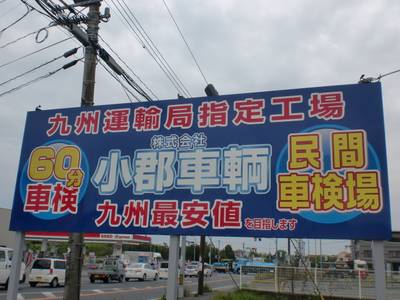 九州運輸局指定工場
株式会社
小郡車輌
60分
車検
民間
車検場
九州最安値を目指します